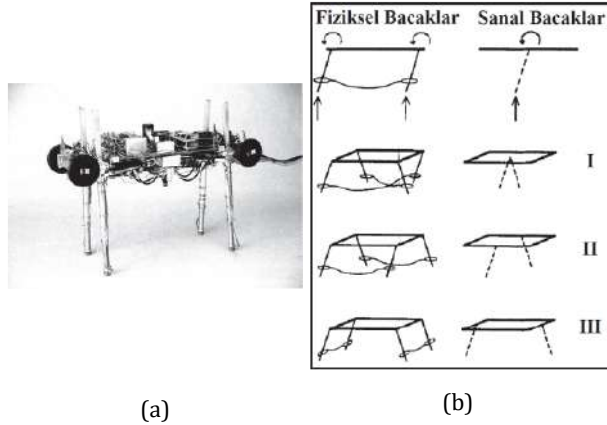 Fiziksel Bacaklar Sanal Bacaklar
I
II
III
(a)
(b)